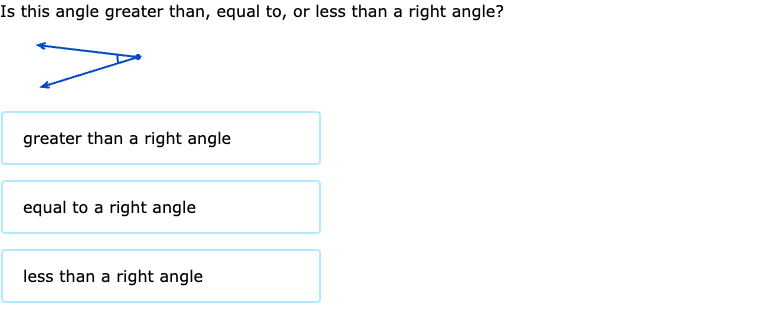 Is this angle greater than, equal to, or less than a right angle?
greater than a right angle
equal to a right angle
less than a right angle